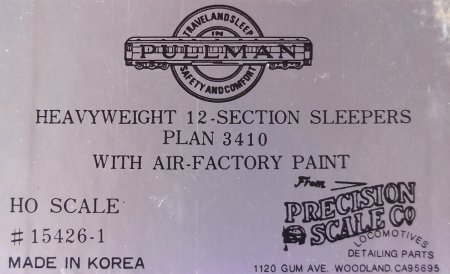 TRAVEL AND SLEEP
IN
PULLMAN
SAFETY AND COMFORT
HEAVYWEIGHT 12-SECTION SLEEPERS
PLAN 3410
WITH AIR-FACTORY PAINT
HO SCALE
#15426-1
MADE IN KOREA
From
PRECISION
SCALE CO
LOCOMOTIVES
DETAILING PARTS
1120 GUM AVE. WOODLAND. CA95695